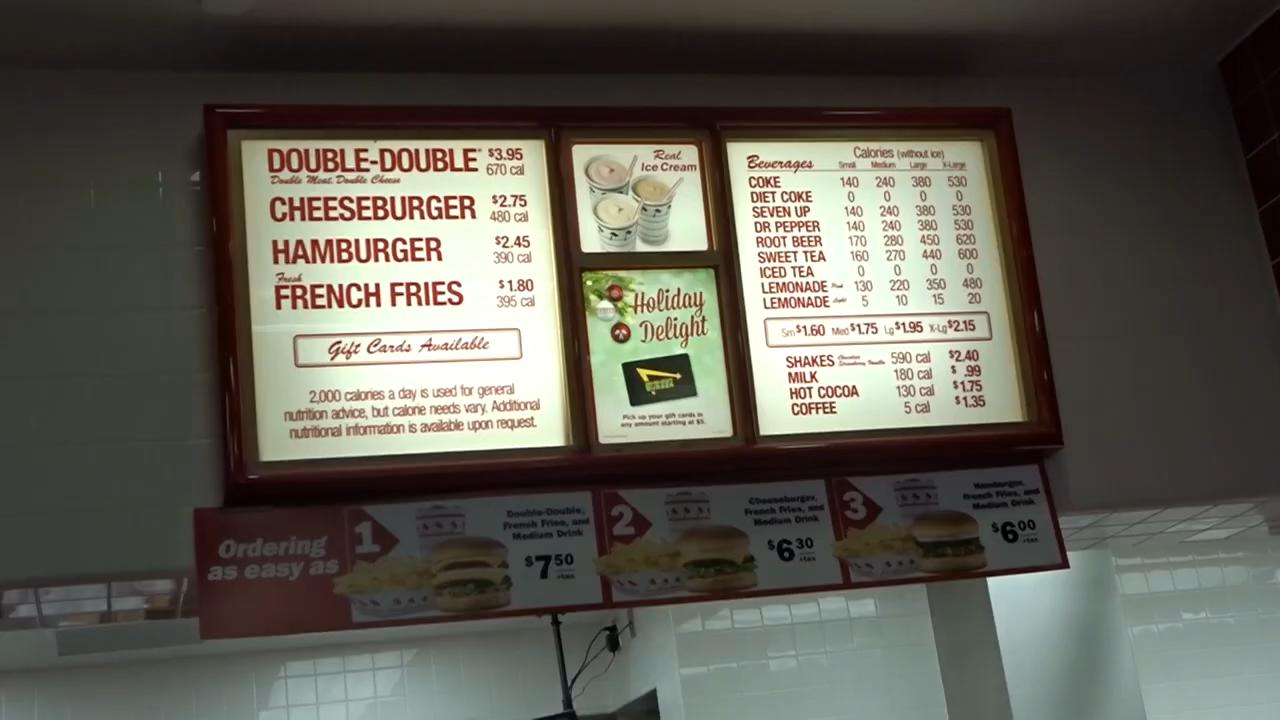 DOUBLE-DOUBLE® $3.95
Double Meat, Double Cheese 670 cal
CHEESEBURGER $2.75
480 cal
HAMBURGER $2.45
390 cal
Fresh
FRENCH FRIES $1.80
395 cal
Gift Cards Available
2,000 calories a day is used for general
nutrition advice, but calorie needs vary. Additional
nutritional information is available upon request.
Real
Ice Cream
Holiday
Delight
Pick up your gift cards in
any amount starting at $5.
Beverages Calories (without ice)
Small Medium Large X-Large
COKE 140 240 380 530
DIET COKE 0 0 0 0
SEVEN UP 140 240 380 530
DR PEPPER 140 240 380 530
ROOT BEER 170 280 450 620
SWEET TEA 160 270 440 600
ICED TEA 0 0 0 0
LEMONADE Pink 130 220 350 480
LEMONADE Light 5 10 15 20
Sm $1.60 Med $1.75 Lg $1.95 X-Lg $2.15
SHAKES Chocolate Strawberry Vanilla 590 cal $2.40
MILK 180 cal $.99
HOT COCOA 130 cal $1.75
COFFEE 5 cal $1.35
Ordering
as easy as
1
Double-Double,
French Fries, and
Medium Drink
$7.50
+tax
2
Cheeseburger,
French Fries, and
Medium Drink
$6.30
+tax
3
Hamburger,
French Fries, and
Medium Drink
$6.00
+tax